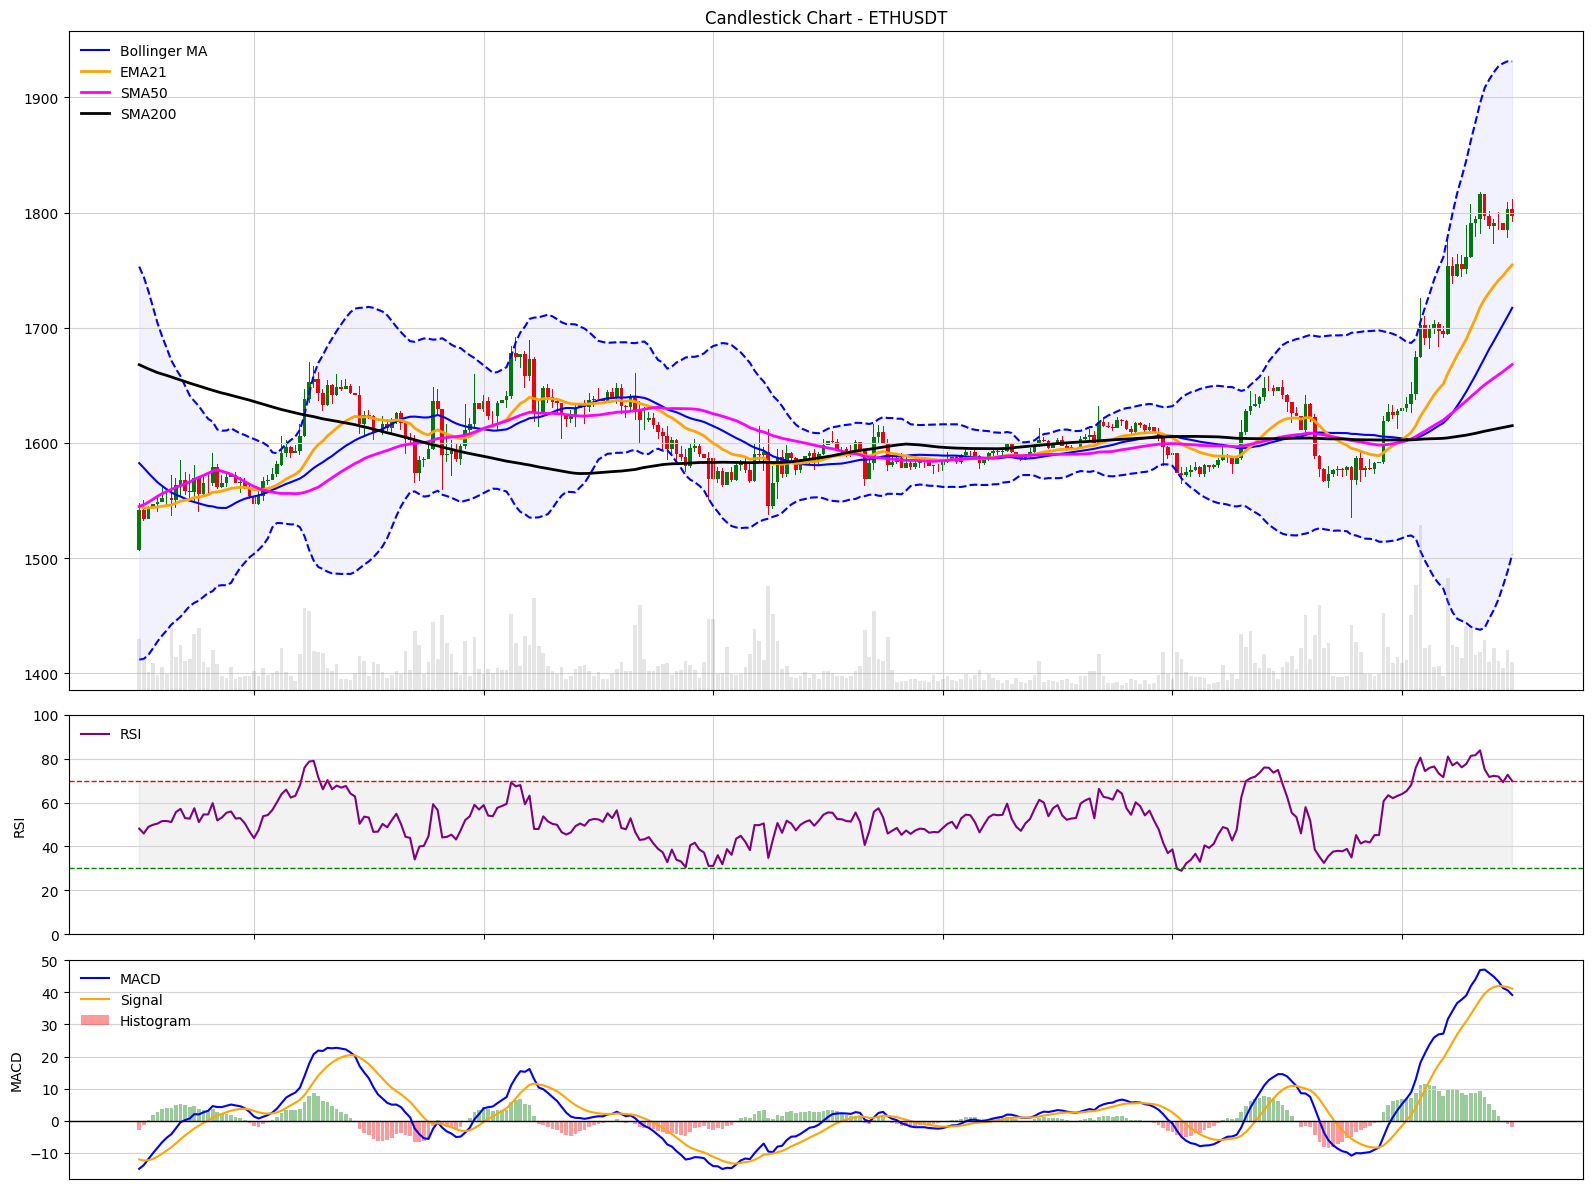 Candlestick Chart - ETHUSDT
Bollinger MA
EMA21
SMA50
SMA200
1900
1800
1700
1600
1500
1400
100
80
60
40
20
0
RSI
RSI
50
40
30
20
10
0
−10
MACD
MACD
Signal
Histogram